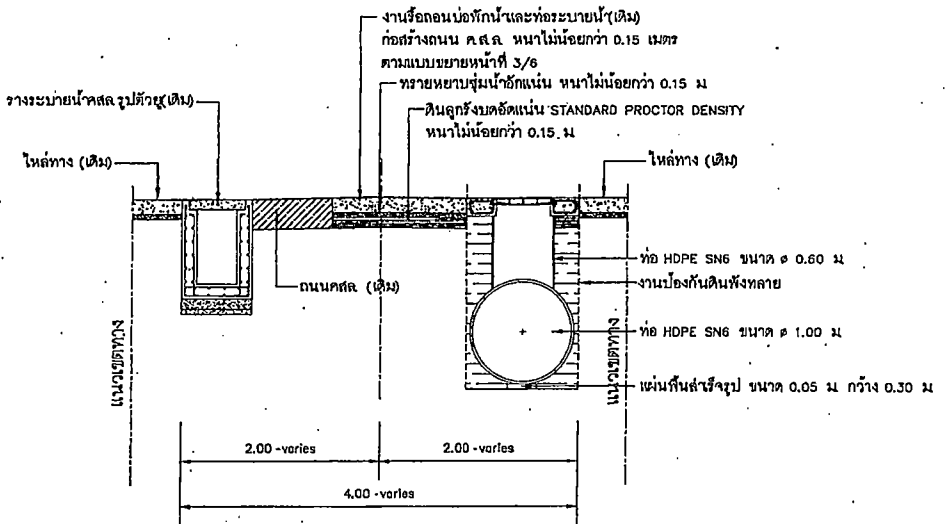 งานรื้อถอนบ่อพักน้ำและท่อระบายน้ำ(เดิม)
ก่อสร้างถนน ค.ส.ล. หนาไม่น้อยกว่า 0.15 เมตร
ตามแบบขยายหน้าที่ 3/6
ทรายหยาบชุ่มน้ำอัดแน่น หนาไม่น้อยกว่า 0.15 ม
รางระบายน้ำคสล รูปตัวยู(เดิม)
ดินลูกรังบดอัดแน่น STANDARD PROCTOR DENSITY
หนาไม่น้อยกว่า 0.15 ม
ไหล่ทาง (เดิม)
ไหล่ทาง (เดิม)
ท่อ HDPE SN6 ขนาด ø 0.60 ม
งานป้องกันดินพังทลาย
ถนนคสล (เดิม)
ท่อ HDPE SN6 ขนาด ø 1.00 ม
แนวเขตทาง
แนวเขตทาง
แผ่นพื้นสำเร็จรูป ขนาด 0.05 ม กว้าง 0.30 ม
2.00 -varies
2.00 -varies
4.00 -varies